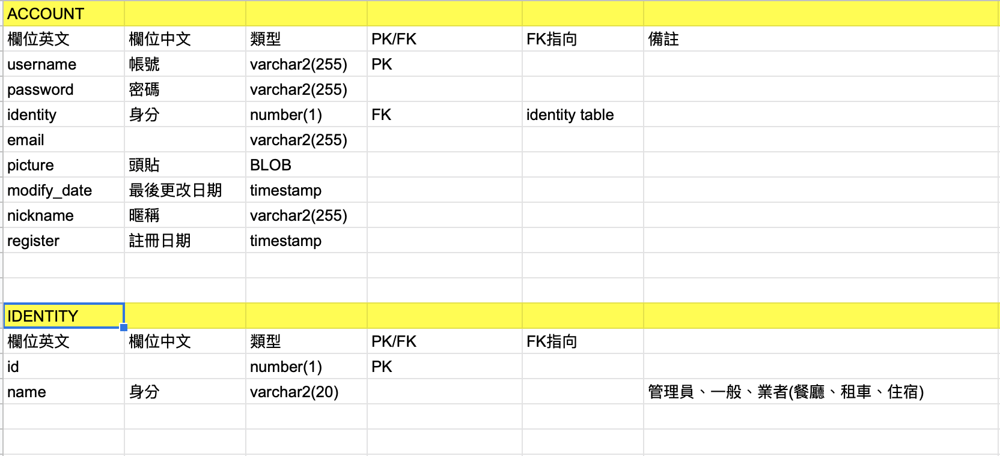 ACCOUNT
欄位英文 欄位中文 類型 PK/FK FK指向 備註
username 帳號 varchar2(255) PK
password 密碼 varchar2(255)
identity 身分 number(1) FK identity table
email varchar2(255)
picture 頭貼 BLOB
modify_date 最後更改日期 timestamp
nickname 暱稱 varchar2(255)
register 註冊日期 timestamp
IDENTITY
欄位英文 欄位中文 類型 PK/FK FK指向
id number(1) PK
name 身分 varchar2(20) 管理員、一般、業者(餐廳、租車、住宿)